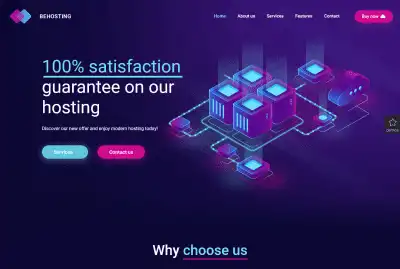 BEHOSTING
Home About us Services Features Contact Buy now
100% satisfaction
guarantee on our
hosting
Discover our new offer and enjoy modern hosting today!
Services Contact us
Why choose us